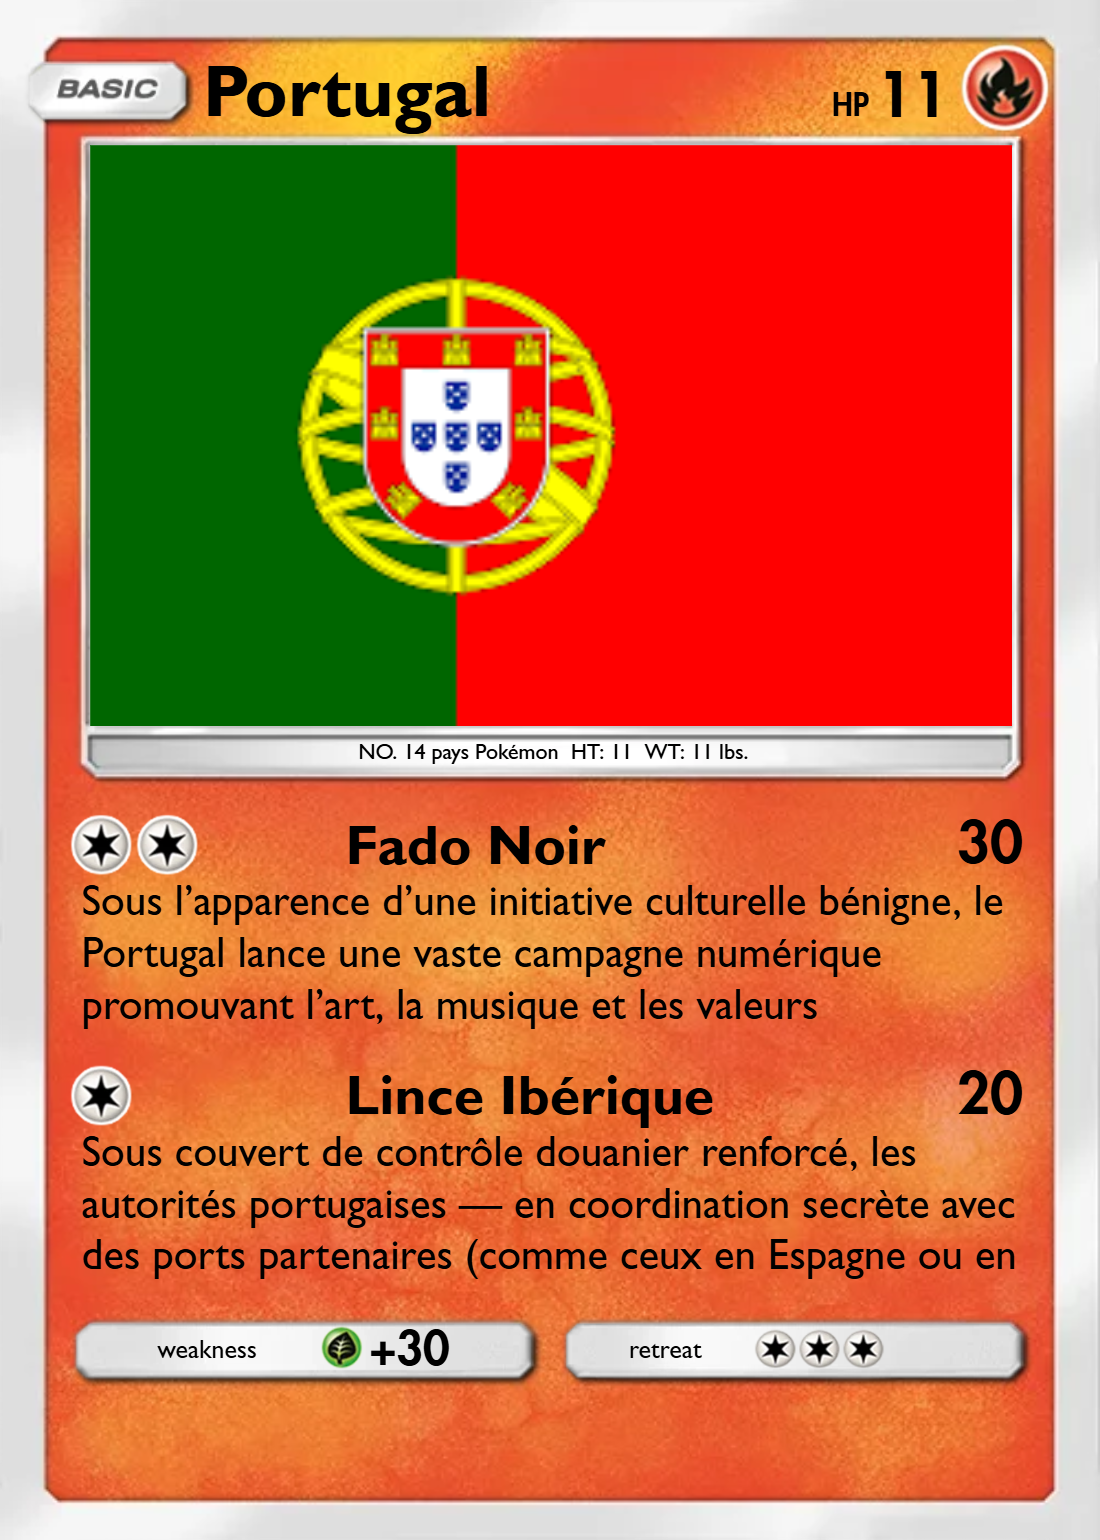 BASIC Portugal HP 11
NO. 14 pays Pokémon HT: 11 WT: 11 lbs.
Fado Noir 30
Sous l’apparence d’une initiative culturelle bénigne, le
Portugal lance une vaste campagne numérique
promouvant l’art, la musique et les valeurs
Lince Ibérique 20
Sous couvert de contrôle douanier renforcé, les
autorités portugaises — en coordination secrète avec
des ports partenaires (comme ceux en Espagne ou en
weakness +30 retreat